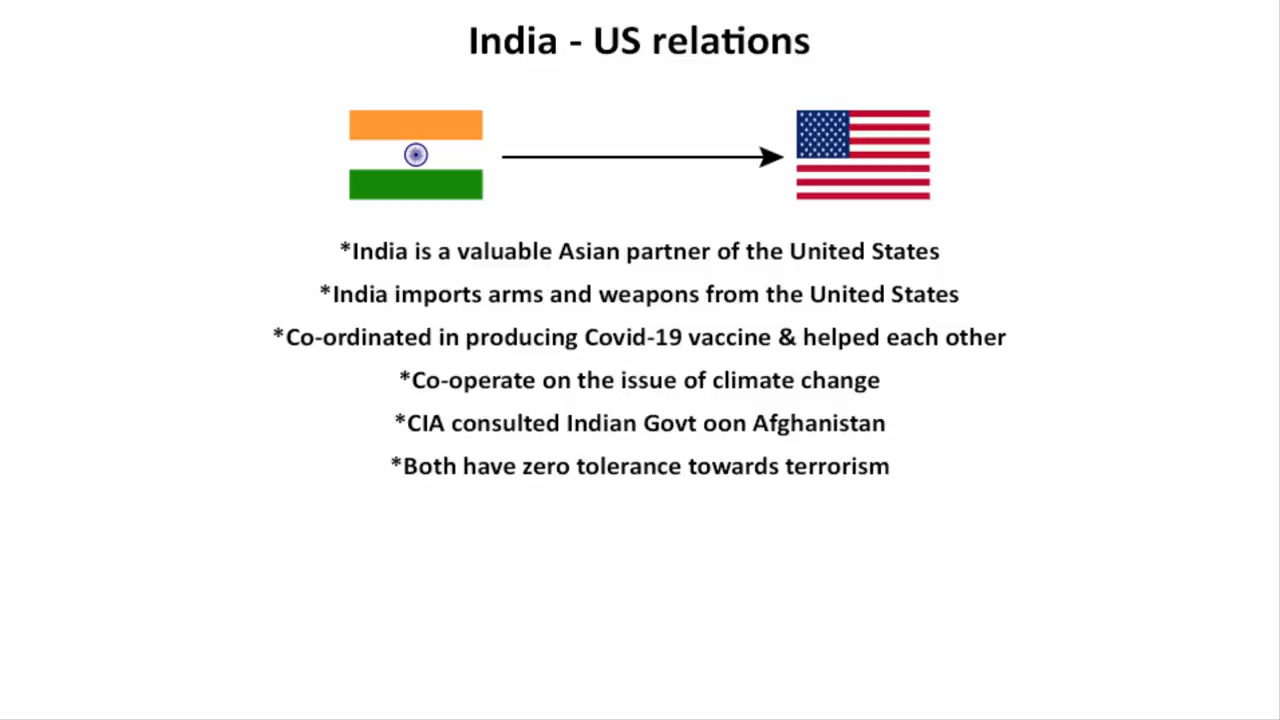 India - US relations
*India is a valuable Asian partner of the United States
*India imports arms and weapons from the United States
*Co-ordinated in producing Covid-19 vaccine & helped each other
*Co-operate on the issue of climate change
*CIA consulted Indian Govt oon Afghanistan
*Both have zero tolerance towards terrorism